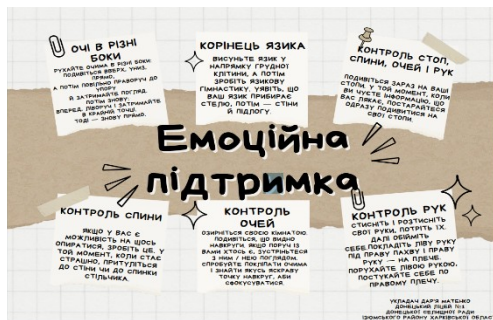 ОЧІ В РІЗНІ
БОКИ
РУХАЙТЕ ОЧИМА В РІЗНІ БОКИ
ПОДИВІТЬСЯ ВВЕРХ, УНИЗ,
ПРЯМО,
А ПОТІМ ПОВІЛЬНО ПРАВОРУЧ ДО
УПОРУ
Й ЗАТРИМАЙТЕ ПОГЛЯД,
ПОТІМ ЗНОВУ:
ВПЕРЕД, ЛІВОРУЧ І ЗАТРИМАЙТЕ
В КРАЙНІЙ ТОЧЦІ.
ТОДІ — ЗНОВУ ПРЯМО.
КОРІНЕЦЬ ЯЗИКА
ВИСУНЬТЕ ЯЗИК У
НАПРЯМКУ ГРУДНОЇ
КЛІТИНИ, А ПОТІМ
ЗРОБІТЬ ЯЗИКОВУ
ГІМНАСТИКУ. УЯВІТЬ, ЩО
ВАШ ЯЗИК ПРИБИРАЄ
СТЕЛЮ, ПОТІМ — СТІНИ
Й ПІДЛОГУ.
КОНТРОЛЬ СТОП,
СПИНИ, ОЧЕЙ І РУК
ПОДИВІТЬСЯ ЗАРАЗ НА ВАШІ
СТОПИ. У ТОЙ МОМЕНТ, КОЛИ
ВИ ЧУЄТЕ ІНФОРМАЦІЮ, ЩО
ВАС ЛЯКАЄ, ПОСТАРАЙТЕСЯ
ОДРАЗУ ПОДИВИТИСЯ НА
СВОЇ СТОПИ.
Емоційна
підтримка
КОНТРОЛЬ СПИНИ
ЯКЩО У ВАС Є
МОЖЛИВІСТЬ НА ЩОСЬ
ОПИРАТИСЯ, ЗРОБІТЬ ЦЕ. У
ТОЙ МОМЕНТ, КОЛИ СТАЄ
СТРАШНО, ПРИТУЛІТЬСЯ
ДО СТІНИ ЧИ ДО СПИНКИ
СТІЛЬЧИКА.
КОНТРОЛЬ
ОЧЕЙ
ОЗИРНІТЬСЯ СВОЄЮ КІМНАТОЮ.
ПОДИВІТЬСЯ, ЩО ВИДНО
НАВКРУГИ. ЯКЩО ПОРУЧ ІЗ
ВАМИ ХТОСЬ Є, ЗУСТРІНЬТЕСЯ
З НИМ / НЕЮ ПОГЛЯДОМ.
СПРОБУЙТЕ ПОКЛІПАТИ ОЧИМА
І ЗНАЙТИ ЯКУСЬ ЯСКРАВУ
ТОЧКУ НАВКРУГ, АБИ
СФОКУСУВАТИСЯ.
КОНТРОЛЬ РУК
СТИСНІТЬ І РОЗТИСНІТЬ
СВОЇ РУКИ, ПОТРІТЬ ЇХ.
ДАЛІ ОБІЙМІТЬ
СЕБЕ:ПОКЛАДІТЬ ЛІВУ РУКУ
ПІД ПРАВУ ПАХВУ І ПРАВУ
РУКУ — НА ПЛЕЧЕ.
ПОРУХАЙТЕ ЛІВОЮ РУКОЮ,
ПОСТУКАЙТЕ СЕБЕ ПО
ПРАВОМУ ПЛЕЧУ.
УКЛАДАЧ ДАР'Я МАТЕНКО
ДОНЕЦЬКИЙ ЛІЦЕЙ №1
ДОНЕЦЬКОЇ СЕЛИЩНОЇ РАДИ
ІЗЮМСЬКОГО РАЙОНУ ХАРКІВСЬКОЇ ОБЛАС